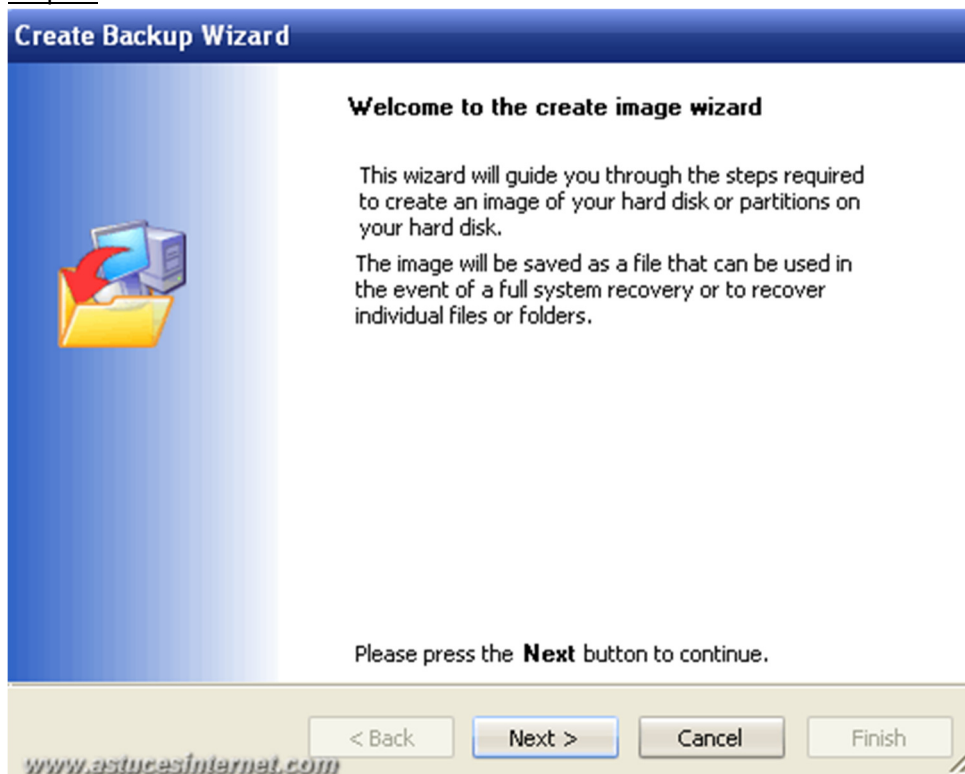 Create Backup Wizard
Welcome to the create image wizard
This wizard will guide you through the steps required
to create an image of your hard disk or partitions on
your hard disk.
The image will be saved as a file that can be used in
the event of a full system recovery or to recover
individual files or folders.
Please press the Next button to continue.
< Back
Next >
Cancel
Finish
www.astucesinternet.com